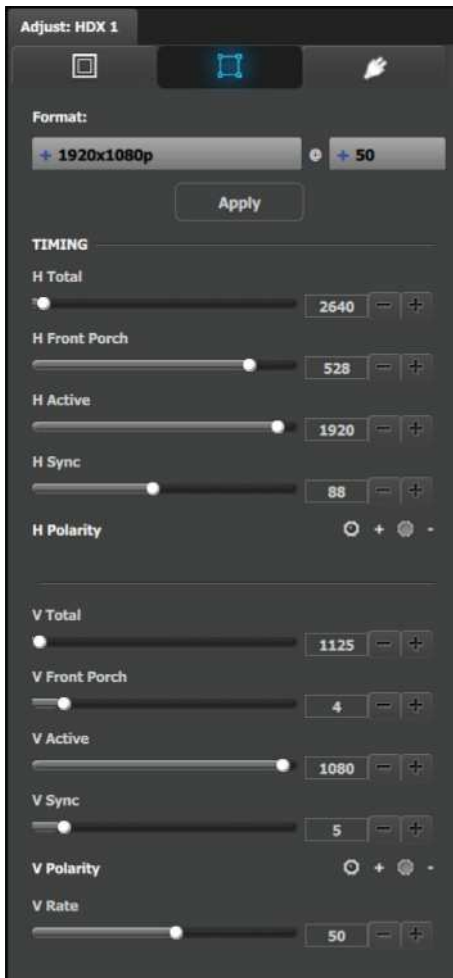 Adjust: HDX 1
Format:
+ 1920x1080p @ + 50
Apply
TIMING
H Total
2640 - +
H Front Porch
528 - +
H Active
1920 - +
H Sync
88 - +
H Polarity + -
V Total
1125 - +
V Front Porch
4 - +
V Active
1080 - +
V Sync
5 - +
V Polarity + -
V Rate
50 - +